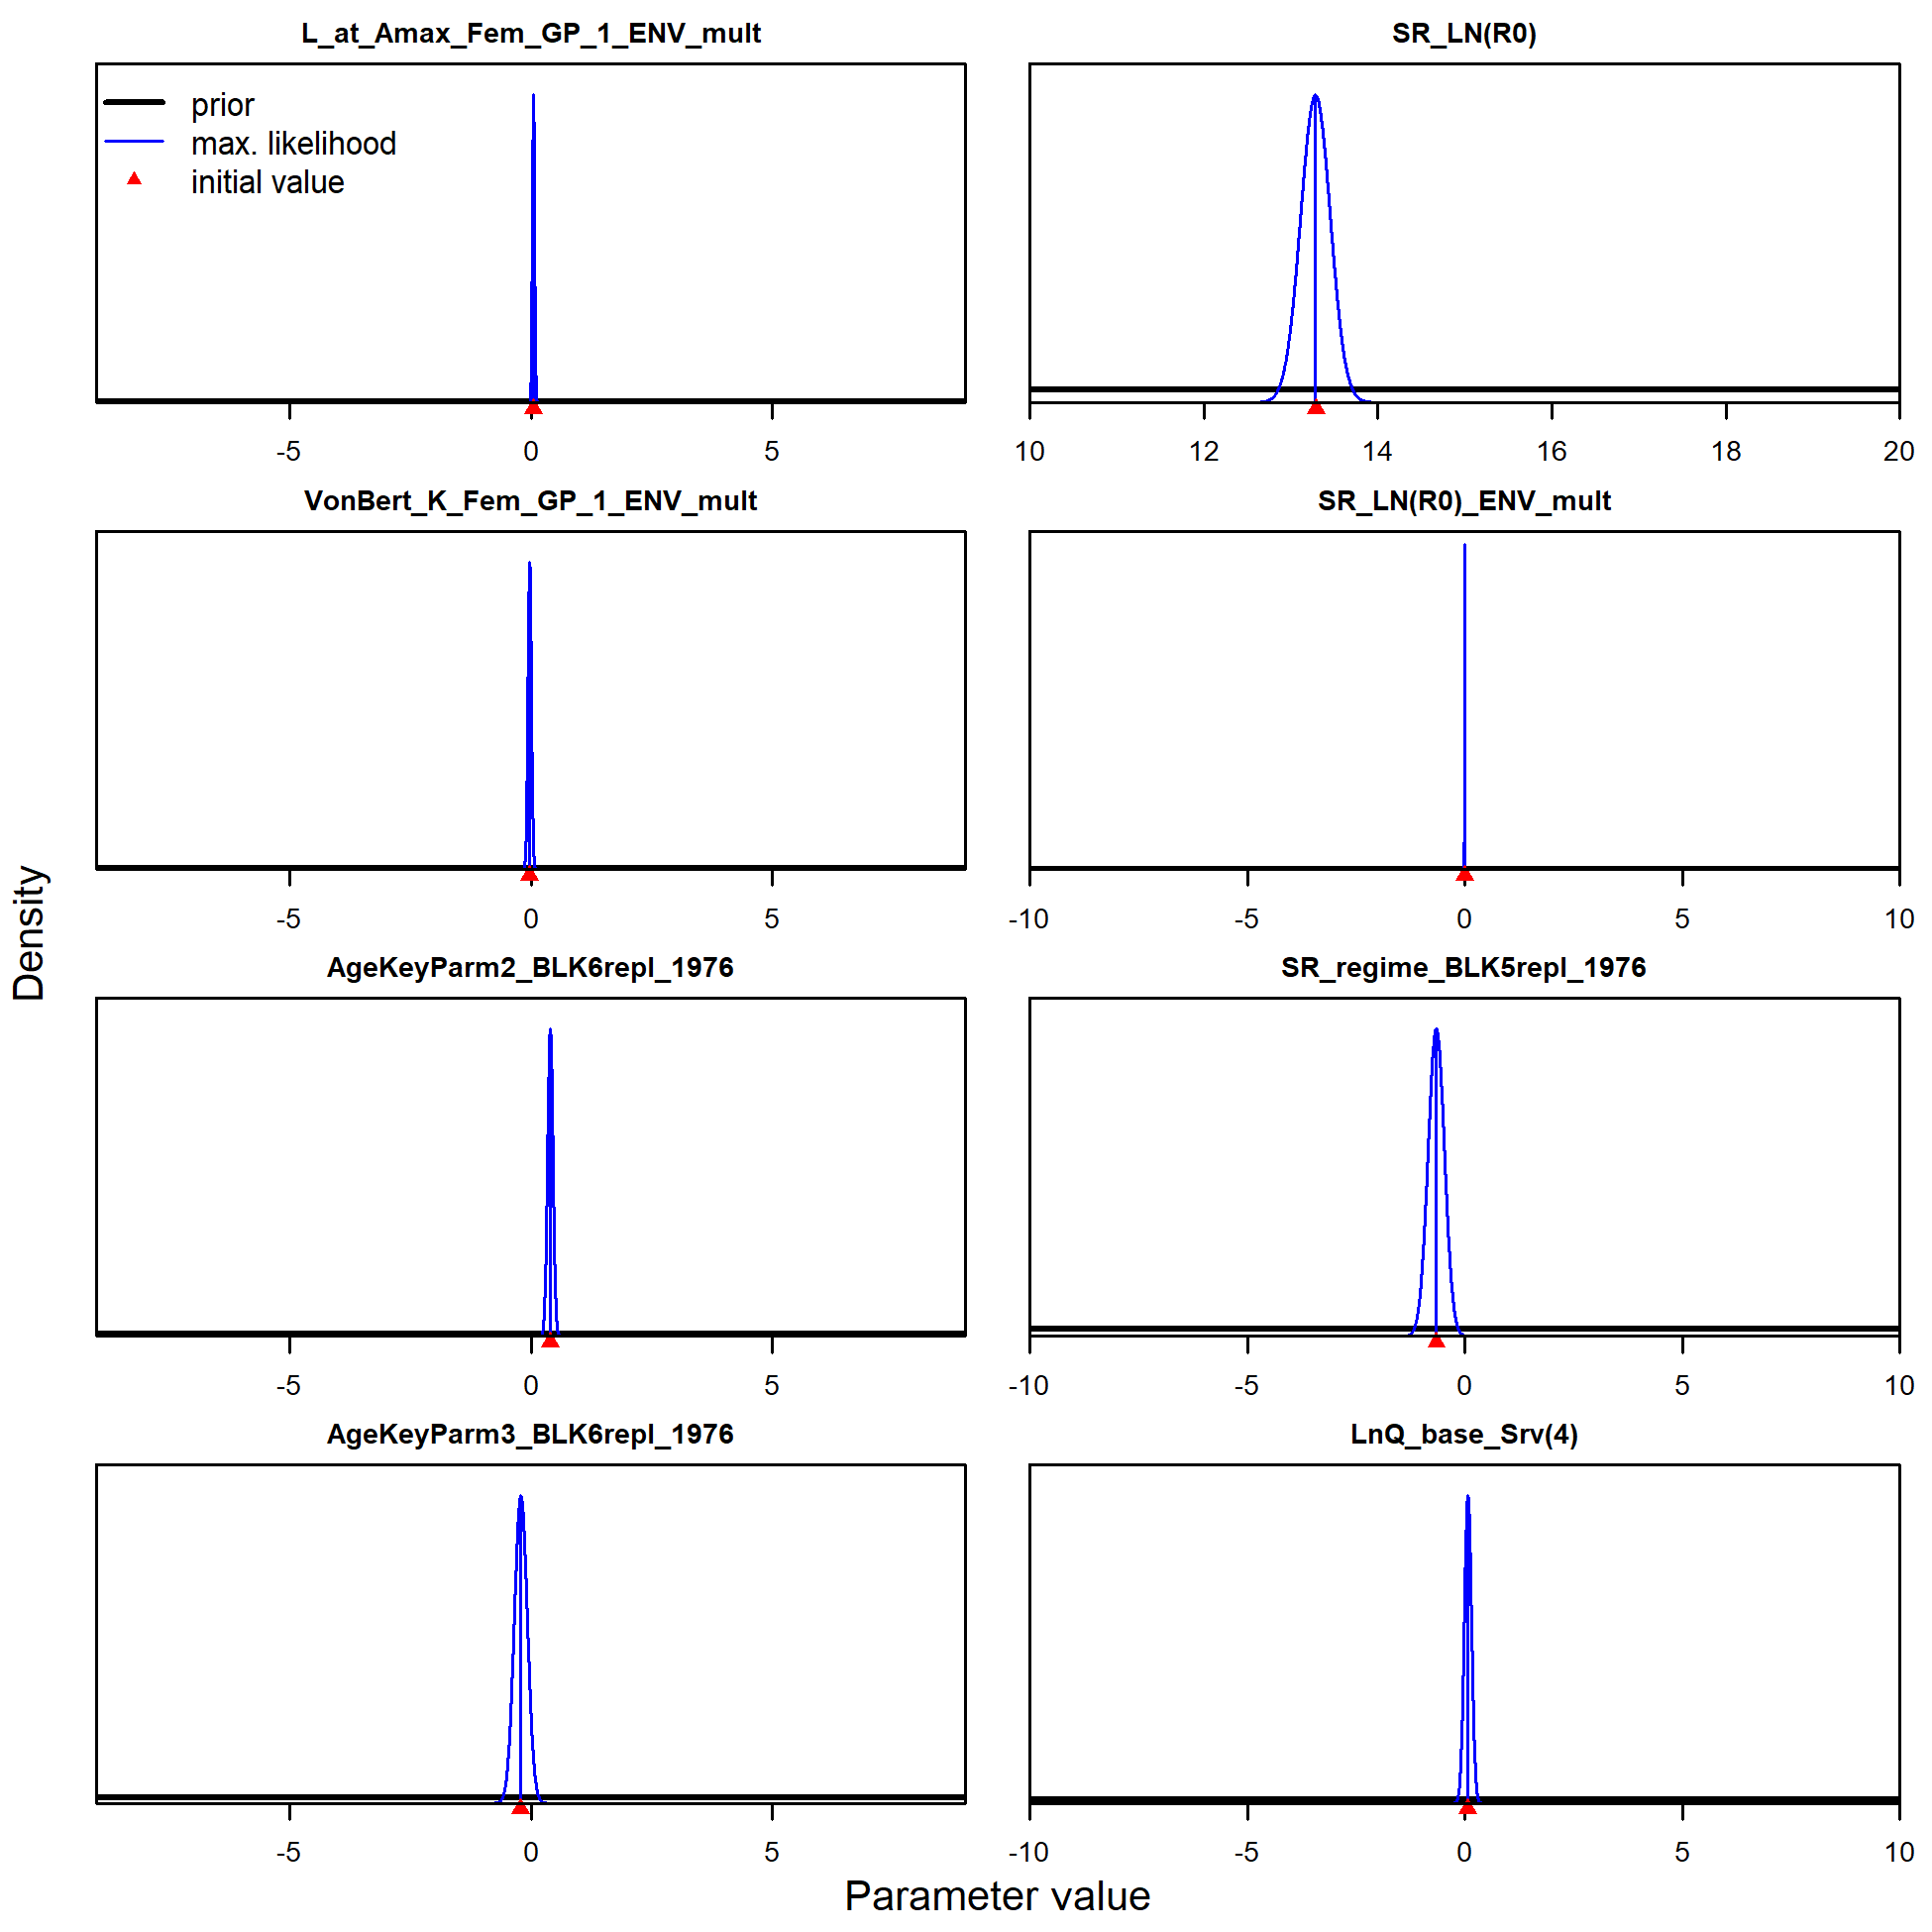 L_at_Amax_Fem_GP_1_ENV_mult
prior
max. likelihood
initial value
-5 0 5
SR_LN(R0)
10 12 14 16 18 20
VonBert_K_Fem_GP_1_ENV_mult
-5 0 5
SR_LN(R0)_ENV_mult
-10 -5 0 5 10
AgeKeyParm2_BLK6repl_1976
-5 0 5
SR_regime_BLK5repl_1976
-10 -5 0 5 10
AgeKeyParm3_BLK6repl_1976
-5 0 5
LnQ_base_Srv(4)
-10 -5 0 5 10
Density
Parameter value